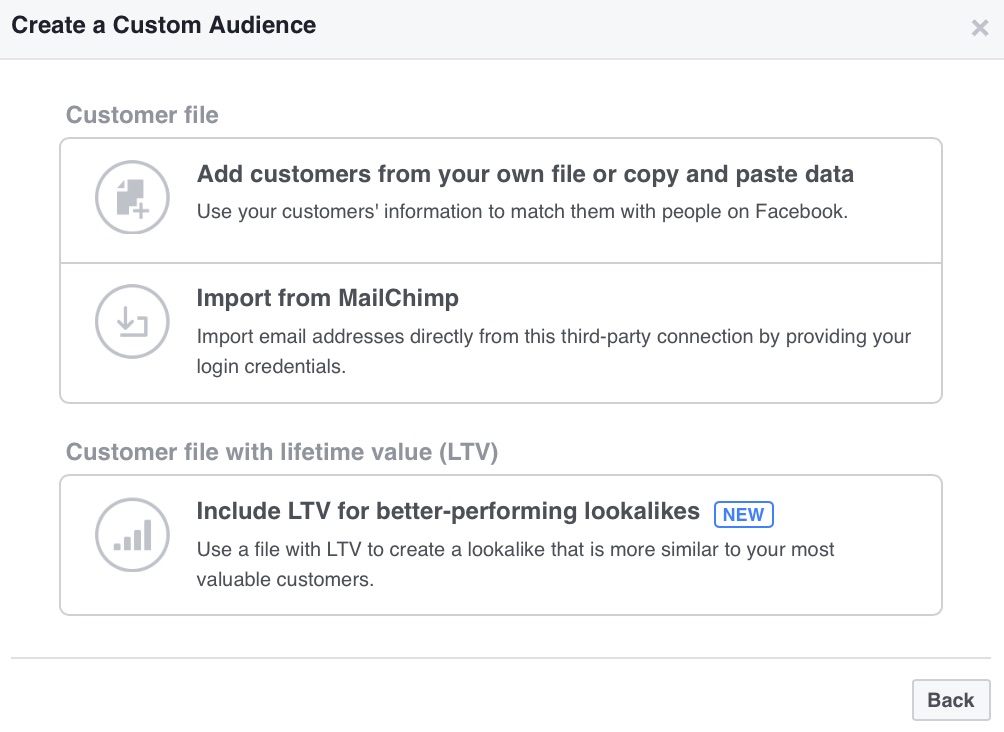 Create a Custom Audience
Customer file
Add customers from your own file or copy and paste data
Use your customers' information to match them with people on Facebook.
Import from MailChimp
Import email addresses directly from this third-party connection by providing your
login credentials.
Customer file with lifetime value (LTV)
Include LTV for better-performing lookalikes NEW
Use a file with LTV to create a lookalike that is more similar to your most
valuable customers.
Back